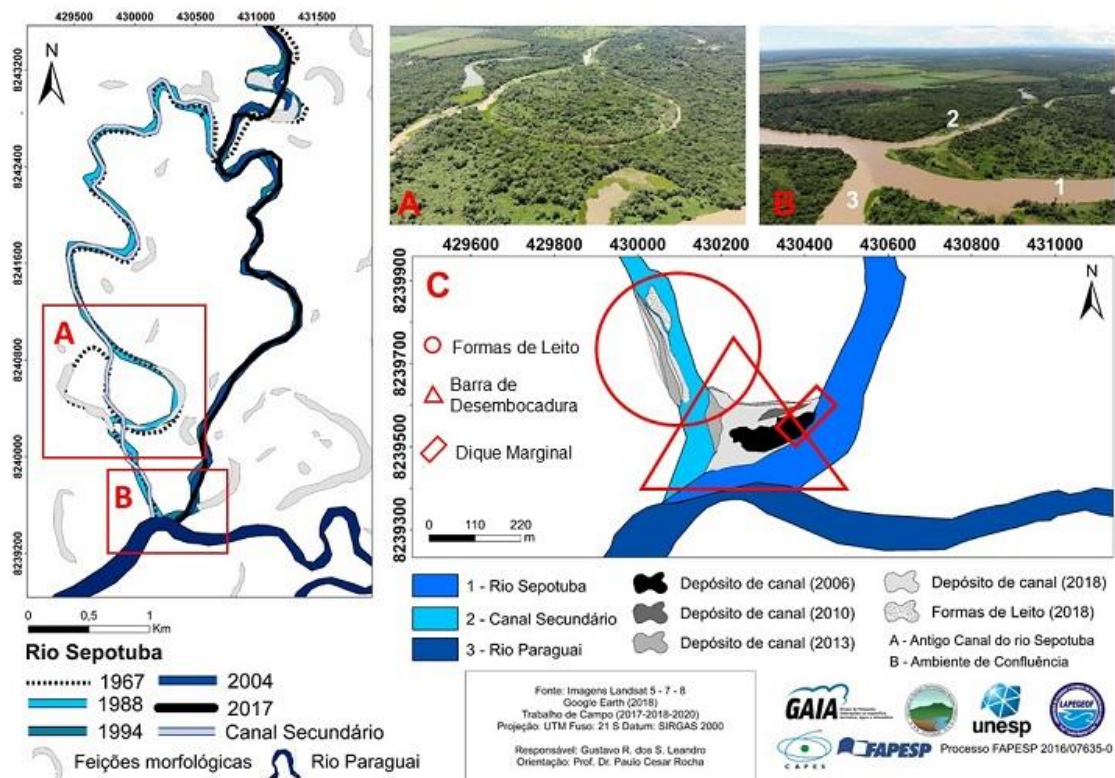 429500 430000 430500 431000 431500
N
8243200
8242400
8241600
8240800
8240000
8239200
A
B
0 0,5 1
Km
Rio Sepotuba
1967
2004
1988
2017
1994
Canal Secundário
Feições morfológicas
Rio Paraguai
A
2
1
3
B
429600 429800 430000 430200 430400 430600 430800 431000
8239900
8239700
8239500
8239300
C
N
Formas de Leito
Barra de
Desembocadura
Dique Marginal
0 110 220
m
1 - Rio Sepotuba
2 - Canal Secundário
3 - Rio Paraguai
Depósito de canal (2006)
Depósito de canal (2010)
Depósito de canal (2013)
Depósito de canal (2018)
Formas de Leito (2018)
A - Antigo Canal do rio Sepotuba
B - Ambiente de Confluência
Fonte: Imagens Landsat 5 - 7 - 8
Google Earth (2018)
Trabalho de Campo (2017-2018-2020)
Projeção: UTM Fuso: 21 S Datum: SIRGAS 2000
Responsável: Gustavo R. dos S. Leandro
Orientação: Prof. Dr. Paulo Cesar Rocha
GAIA
unesp
LAPEGEOF
CAPES
FAPESP
Processo FAPESP 2016/07635-0